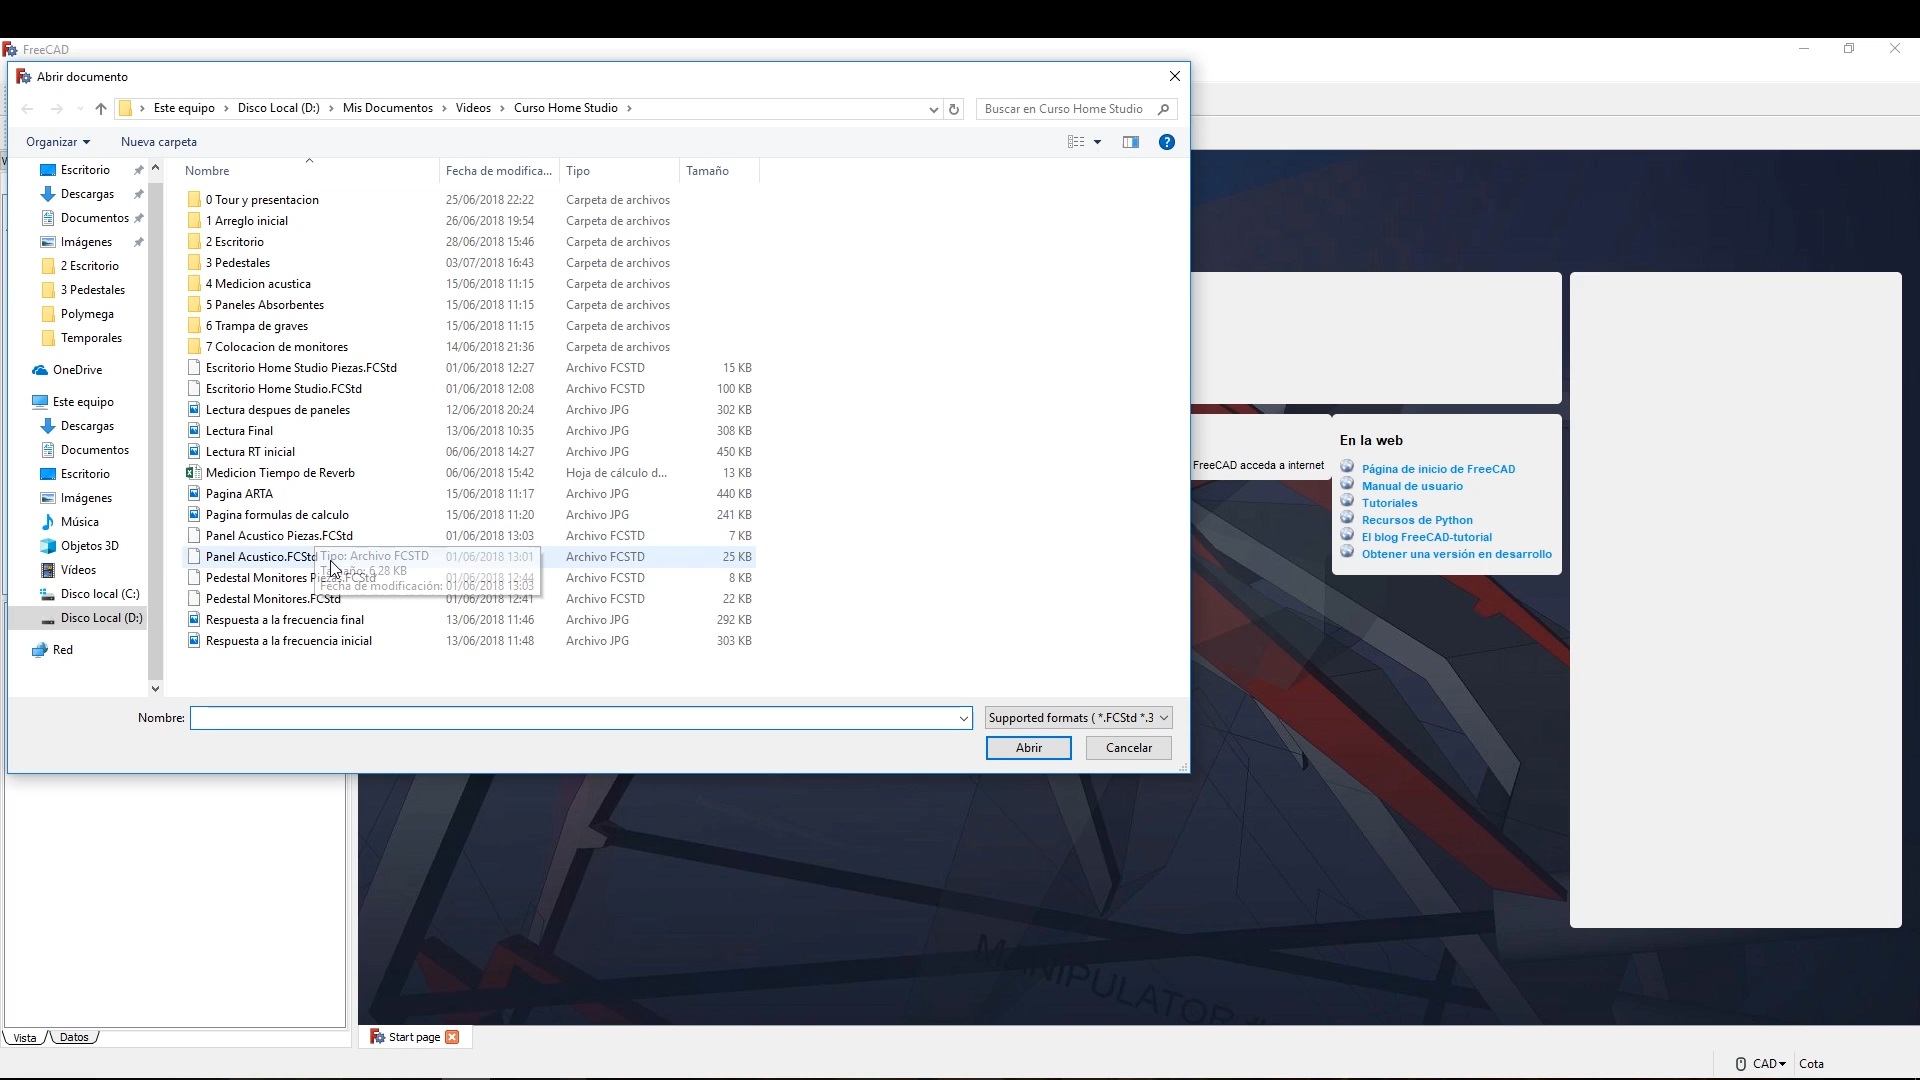 FreeCAD
Abrir documento
Este equipo > Disco Local (D:) > Mis Documentos > Videos > Curso Home Studio >
Buscar en Curso Home Studio
Organizar
Nueva carpeta
Nombre
Fecha de modifica...
Tipo
Tamaño
Escritorio
Descargas
Documentos
Imágenes
2 Escritorio
3 Pedestales
Polymega
Temporales
OneDrive
Este equipo
Descargas
Documentos
Escritorio
Imágenes
Música
Objetos 3D
Vídeos
Disco local (C:)
Disco Local (D:)
Red
0 Tour y presentacion 25/06/2018 22:22 Carpeta de archivos
1 Arreglo inicial 26/06/2018 19:54 Carpeta de archivos
2 Escritorio 28/06/2018 15:46 Carpeta de archivos
3 Pedestales 03/07/2018 16:43 Carpeta de archivos
4 Medicion acustica 15/06/2018 11:15 Carpeta de archivos
5 Paneles Absorbentes 15/06/2018 11:15 Carpeta de archivos
6 Trampa de graves 15/06/2018 11:15 Carpeta de archivos
7 Colocacion de monitores 14/06/2018 21:36 Carpeta de archivos
Escritorio Home Studio Piezas.FCStd 01/06/2018 12:27 Archivo FCSTD 15 KB
Escritorio Home Studio.FCStd 01/06/2018 12:08 Archivo FCSTD 100 KB
Lectura despues de paneles 12/06/2018 20:24 Archivo JPG 302 KB
Lectura Final 13/06/2018 10:35 Archivo JPG 308 KB
Lectura RT inicial 06/06/2018 14:27 Archivo JPG 450 KB
Medicion Tiempo de Reverb 06/06/2018 15:42 Hoja de cálculo d... 13 KB
Pagina ARTA 15/06/2018 11:17 Archivo JPG 440 KB
Pagina formulas de calculo 15/06/2018 11:20 Archivo JPG 241 KB
Panel Acustico Piezas.FCStd 01/06/2018 13:03 Archivo FCSTD 7 KB
Panel Acustico.FCStd 01/06/2018 13:01 Archivo FCSTD 25 KB
Pedestal Monitores Piezas.FCStd 01/06/2018 12:44 Archivo FCSTD 8 KB
Pedestal Monitores.FCStd 01/06/2018 12:41 Archivo FCSTD 22 KB
Respuesta a la frecuencia final 13/06/2018 11:46 Archivo JPG 292 KB
Respuesta a la frecuencia inicial 13/06/2018 11:48 Archivo JPG 303 KB
Tipo: Archivo FCSTD
Tamaño: 6,28 KB
Fecha de modificación: 01/06/2018 13:03
Nombre:
Supported formats ( *.FCStd *.3
Abrir
Cancelar
FreeCAD acceda a internet
En la web
Página de inicio de FreeCAD
Manual de usuario
Tutoriales
Recursos de Python
El blog FreeCAD-tutorial
Obtener una versión en desarrollo
MANIPULATOR
Vista
Datos
Start page
CAD
Cota